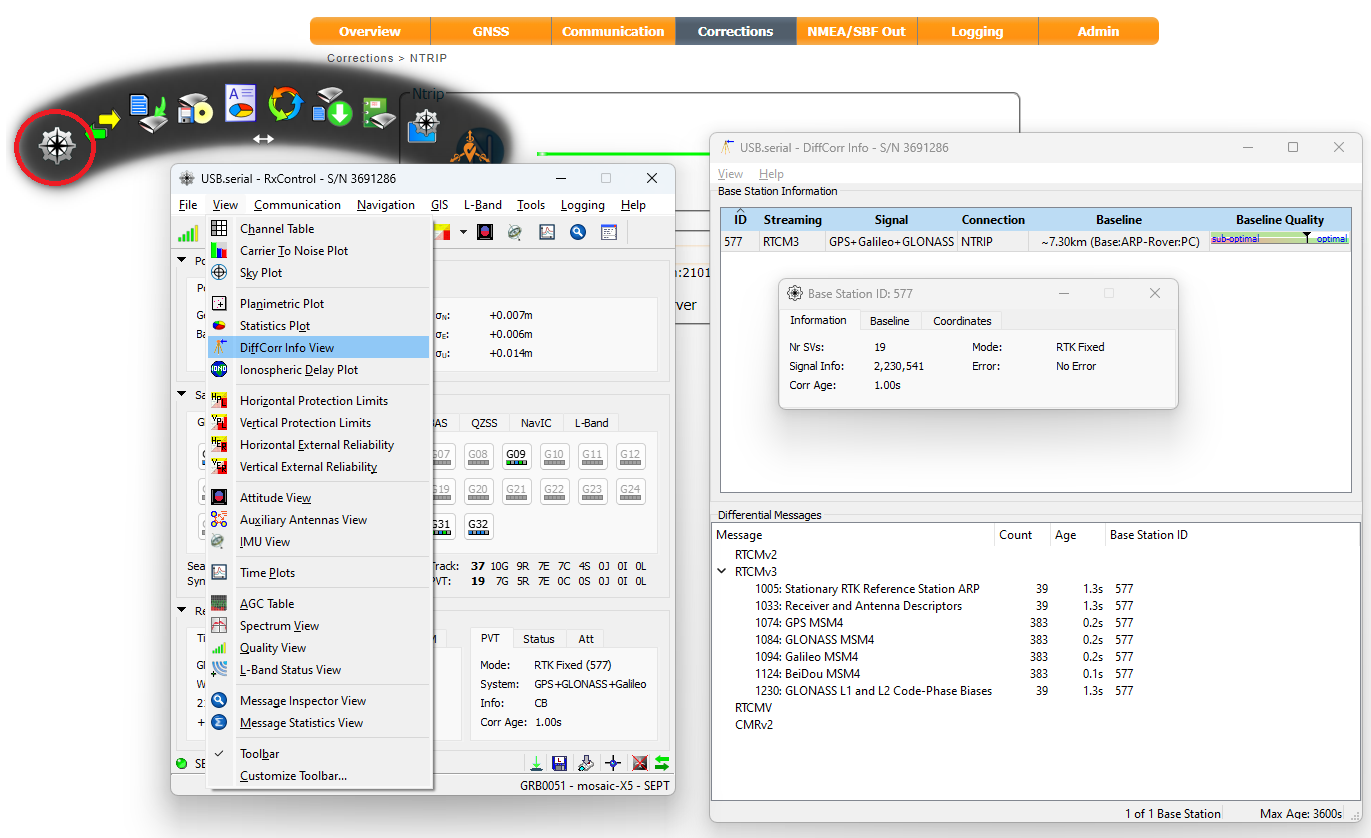 Overview GNSS Communication Corrections NMEA/SBF Out Logging Admin
Corrections > NTRIP
Ntrip
USB.serial - RxControl - S/N 3691286
File View Communication Navigation GIS L-Band Tools Logging Help
Channel Table
Carrier To Noise Plot
Sky Plot
Planimetric Plot
Statistics Plot
DiffCorr Info View
Ionospheric Delay Plot
Horizontal Protection Limits
Vertical Protection Limits
Horizontal External Reliability
Vertical External Reliability
Attitude View
Auxiliary Antennas View
IMU View
Time Plots
AGC Table
Spectrum View
Quality View
L-Band Status View
Message Inspector View
Message Statistics View
Toolbar
Customize Toolbar...
σN: +0.007m
σE: +0.006m
σU: +0.014m
QZSS NavIC L-Band
G08 G09 G10 G11 G12
G20 G21 G22 G23 G24
G31 G32
Track: 37 10G 9R 7E 7C 4S 0J 0I 0L
PVT: 19 7G 5R 7E 0C 0S 0J 0I 0L
PVT Status Att
Mode: RTK Fixed (577)
System: GPS+GLONASS+Galileo
Info: CB
Corr Age: 1.00s
GRB0051 - mosaic-X5 - SEPT
:2101
USB.serial - DiffCorr Info - S/N 3691286
View Help
Base Station Information
ID Streaming Signal Connection Baseline Baseline Quality
577 RTCM3 GPS+Galileo+GLONASS NTRIP ~7.30km (Base:ARP-Rover:PC) sub-optimal optimal
Base Station ID: 577
Information Baseline Coordinates
Nr SVs: 19 Mode: RTK Fixed
Signal Info: 2,230,541 Error: No Error
Corr Age: 1.00s
Differential Messages
Message Count Age Base Station ID
RTCMv2
RTCMv3
1005: Stationary RTK Reference Station ARP 39 1.3s 577
1033: Receiver and Antenna Descriptors 39 1.3s 577
1074: GPS MSM4 383 0.2s 577
1084: GLONASS MSM4 383 0.2s 577
1094: Galileo MSM4 383 0.2s 577
1124: BeiDou MSM4 383 0.1s 577
1230: GLONASS L1 and L2 Code-Phase Biases 39 1.3s 577
RTCMV
CMRv2
1 of 1 Base Station Max Age: 3600s